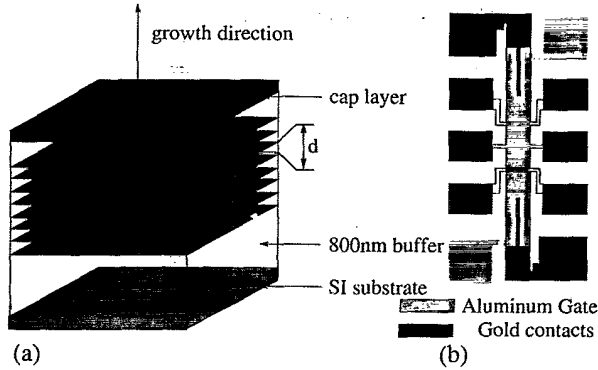 growth direction
cap layer
d
800nm buffer
SI substrate
(a)
Aluminum Gate
Gold contacts
(b)